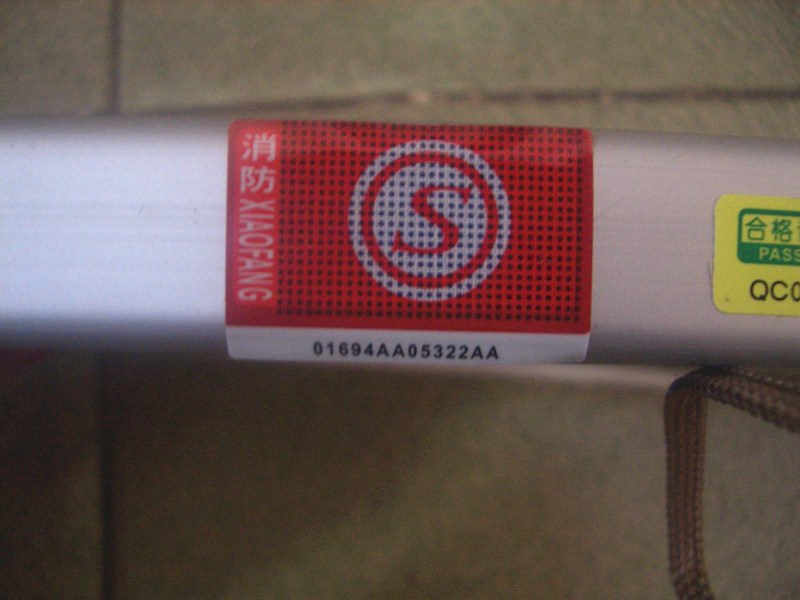 消防 XIAOFANG
S
01694AA05322AA
合格
PASS
QC0